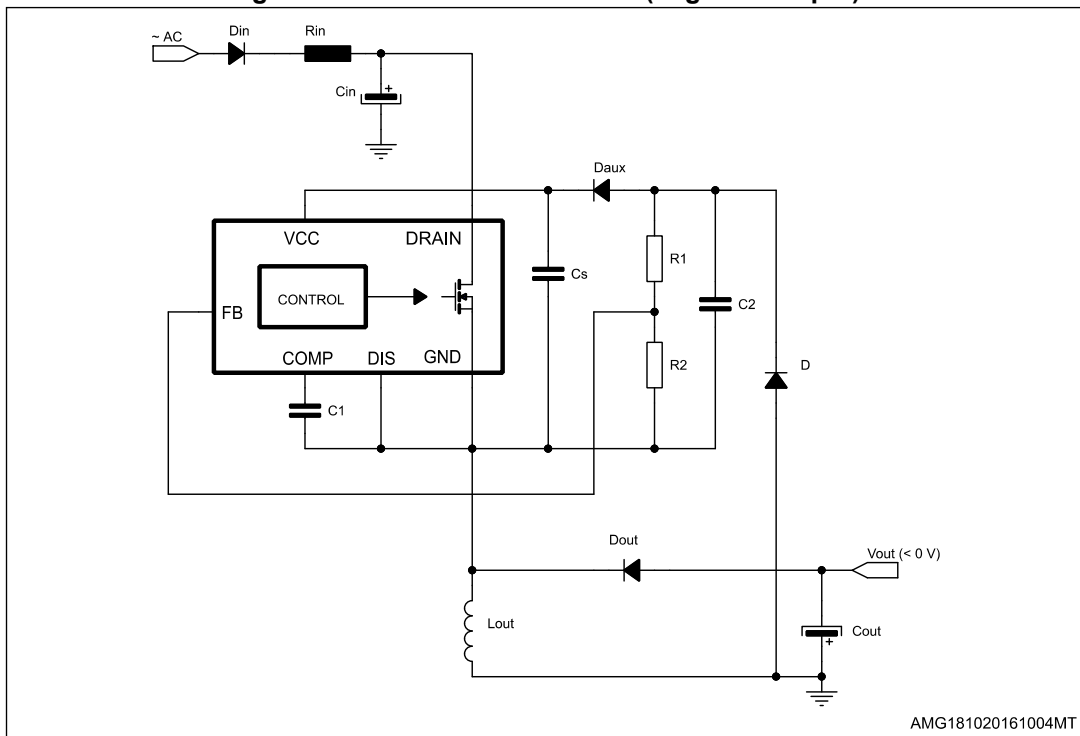 ~ AC
Din
Rin
Cin
+
Daux
VCC
DRAIN
CONTROL
FB
COMP
DIS
GND
Cs
R1
R2
C2
D
C1
Dout
Vout (< 0 V)
Lout
Cout
+
AMG181020161004MT